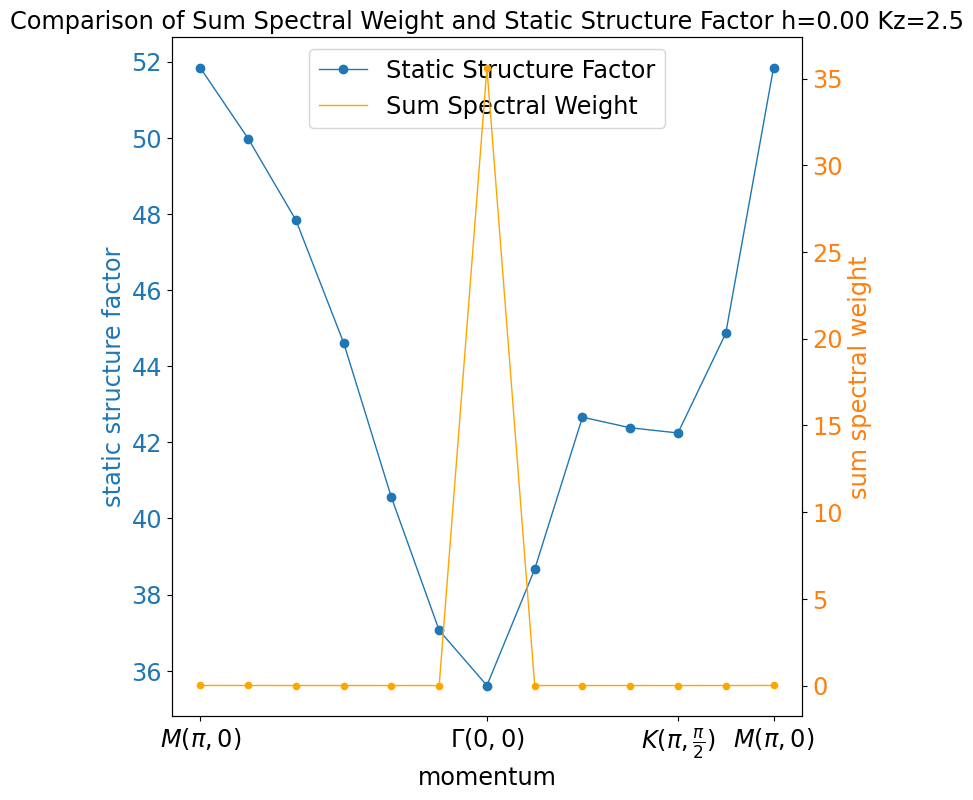 Comparison of Sum Spectral Weight and Static Structure Factor h=0.00 Kz=2.5
Static Structure Factor
Sum Spectral Weight
static structure factor
52
50
48
46
44
42
40
38
36
sum spectral weight
35
30
25
20
15
10
5
0
M(π, 0) Γ(0, 0) K(π, π/2) M(π, 0)
momentum